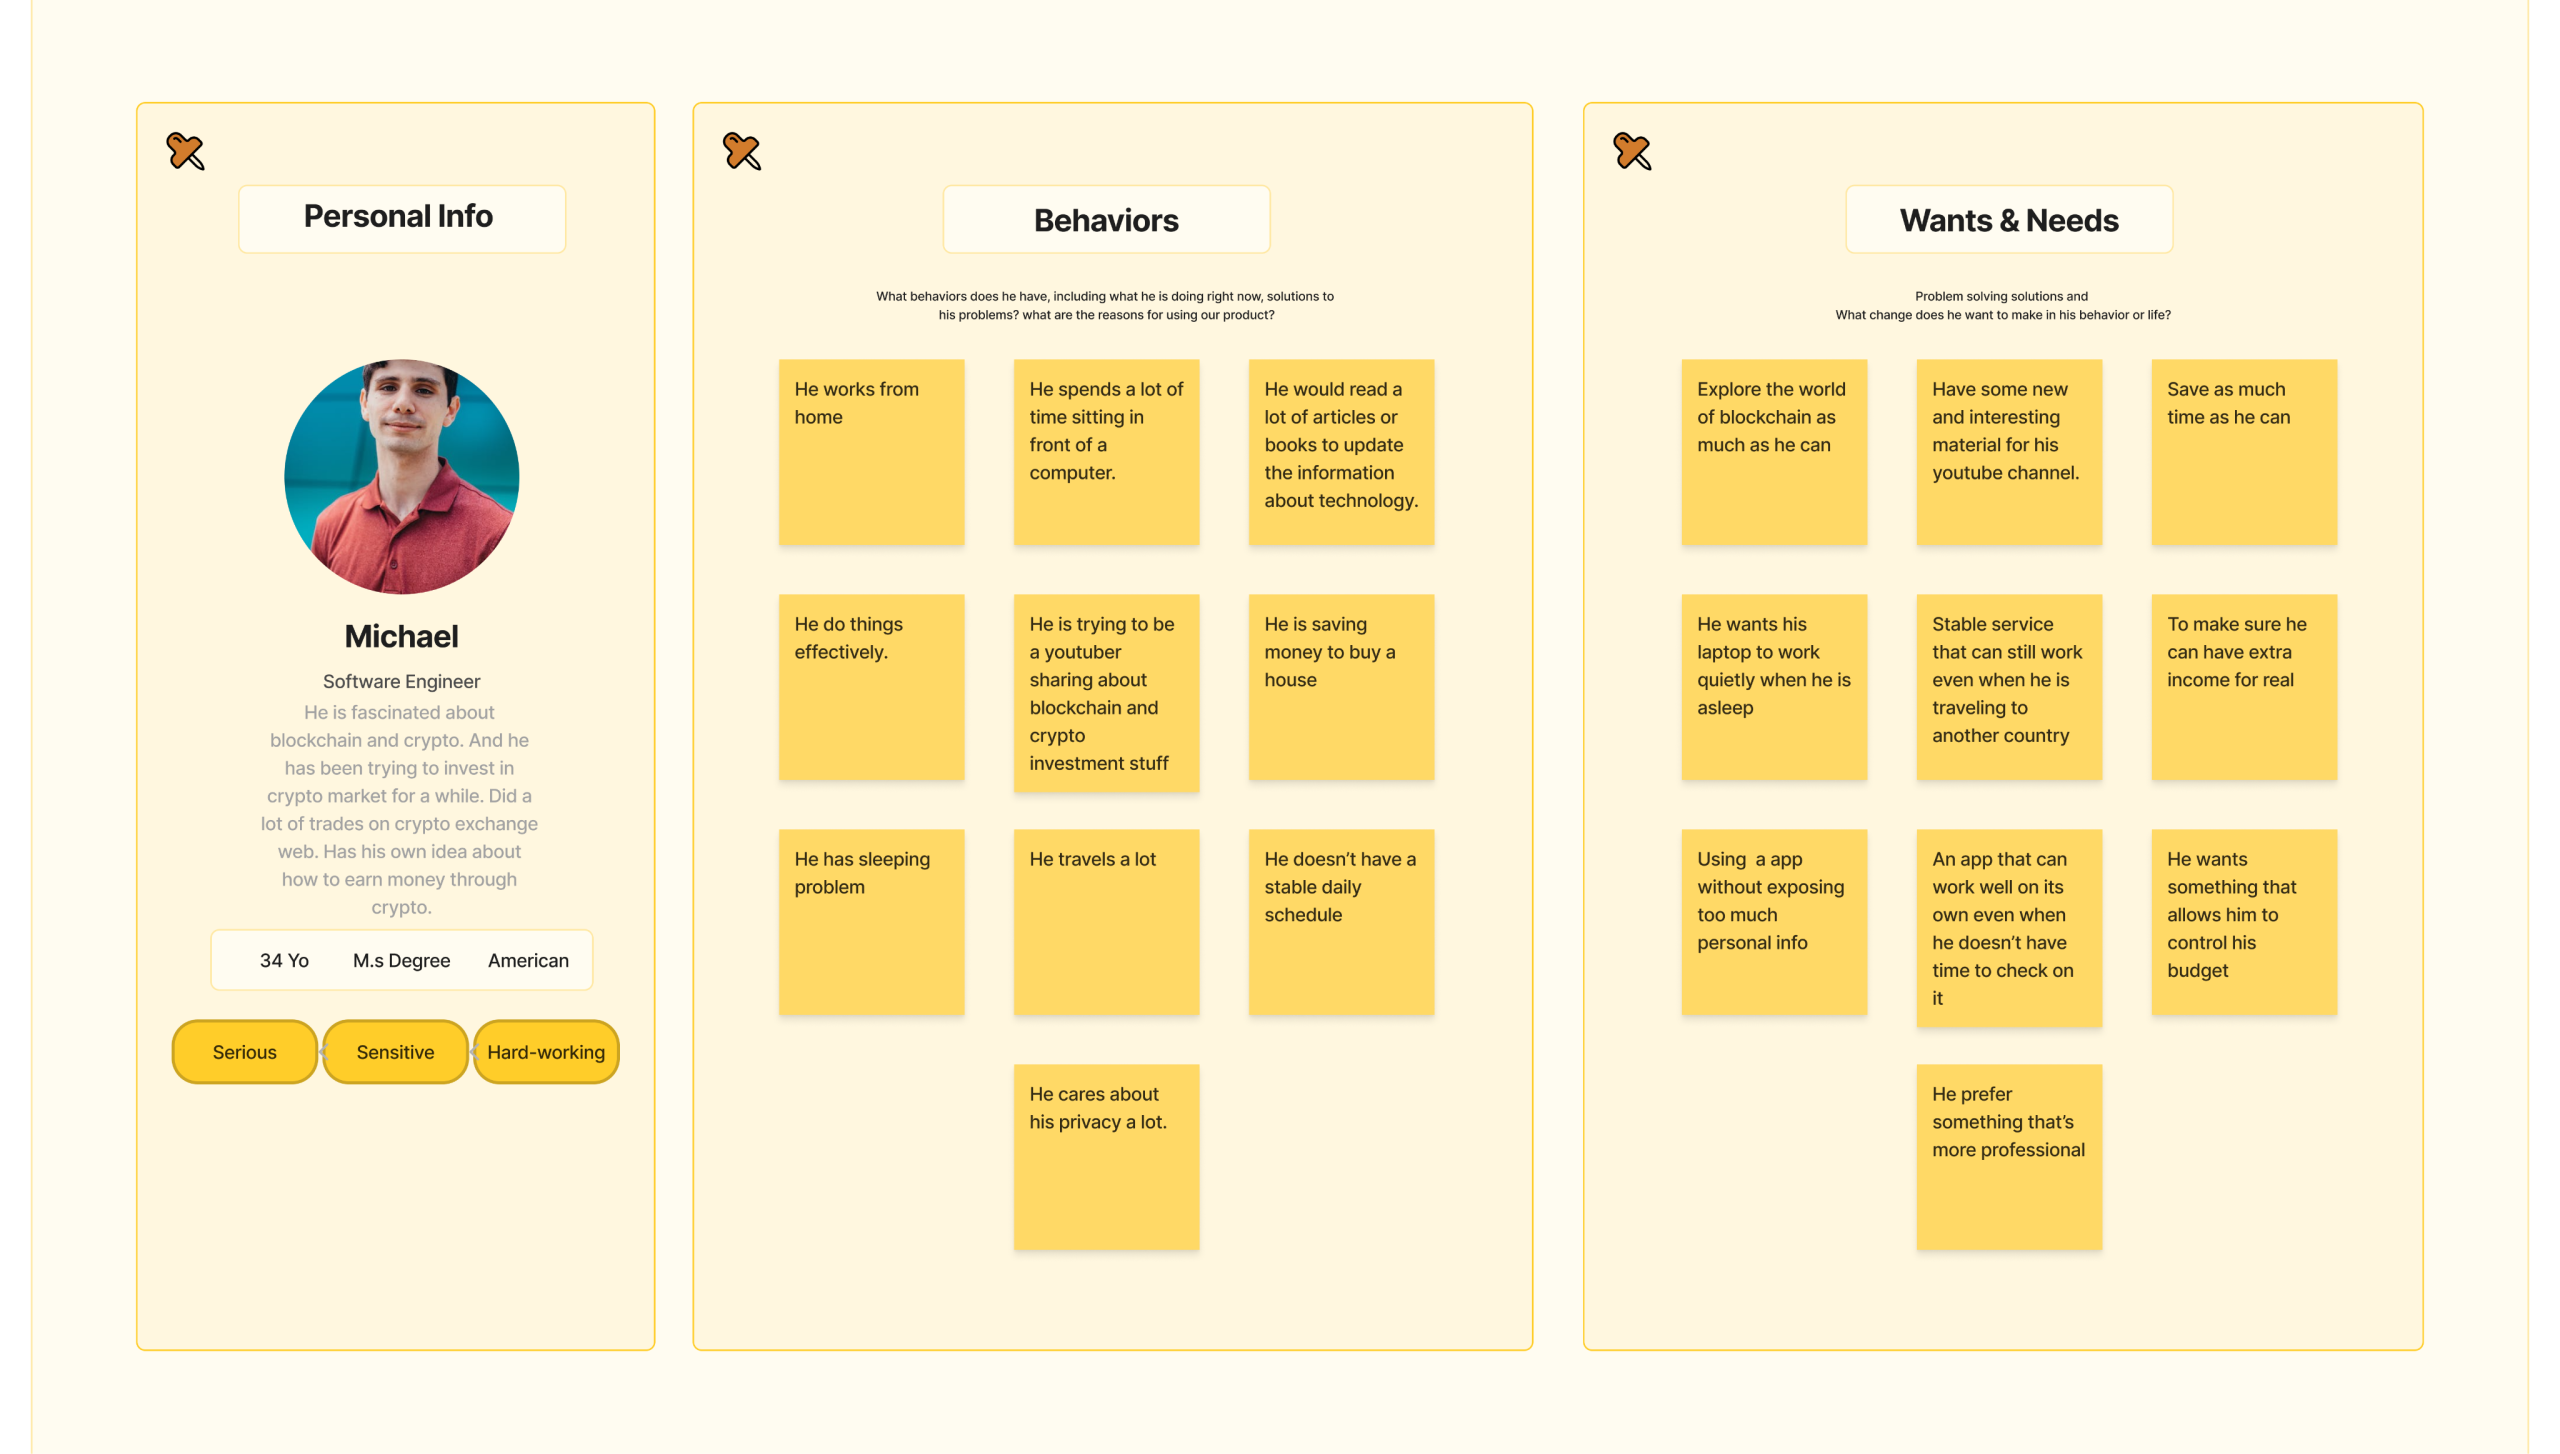 Personal Info
Michael
Software Engineer
He is fascinated about
blockchain and crypto. And he
has been trying to invest in
crypto market for a while. Did a
lot of trades on crypto exchange
web. Has his own idea about
how to earn money through
crypto.
34 Yo M.s Degree American
Serious Sensitive Hard-working
Behaviors
What behaviors does he have, including what he is doing right now, solutions to
his problems? what are the reasons for using our product?
He works from
home
He spends a lot of
time sitting in
front of a
computer.
He would read a
lot of articles or
books to update
the information
about technology.
He do things
effectively.
He is trying to be
a youtuber
sharing about
blockchain and
crypto
investment stuff
He is saving
money to buy a
house
He has sleeping
problem
He travels a lot
He doesn’t have a
stable daily
schedule
He cares about
his privacy a lot.
Wants & Needs
Problem solving solutions and
What change does he want to make in his behavior or life?
Explore the world
of blockchain as
much as he can
Have some new
and interesting
material for his
youtube channel.
Save as much
time as he can
He wants his
laptop to work
quietly when he is
asleep
Stable service
that can still work
even when he is
traveling to
another country
To make sure he
can have extra
income for real
Using  a app
without exposing
too much
personal info
An app that can
work well on its
own even when
he doesn’t have
time to check on
it
He wants
something that
allows him to
control his
budget
He prefer
something that’s
more professional